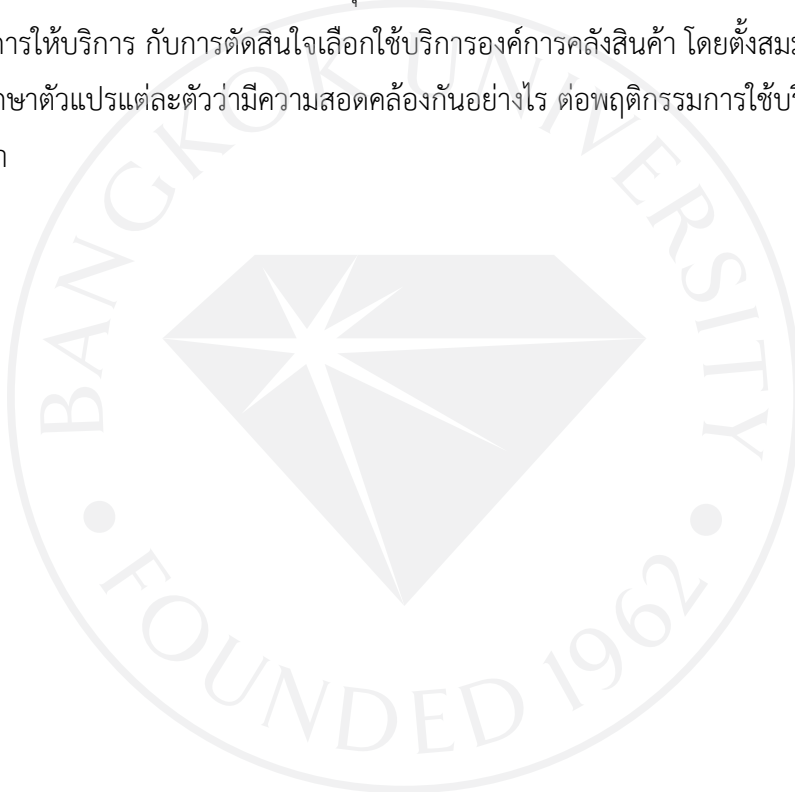 การให้บริการ กับการตัดสินใจเลือกใช้บริการองค์การคลังสินค้า โดยตั้งสม
ษาตัวแปรแต่ละตัวว่ามีความสอดคล้องกันอย่างไร ต่อพฤติกรรมการใช้บริ
BANGKOK UNIVERSITY
FOUNDED 1962